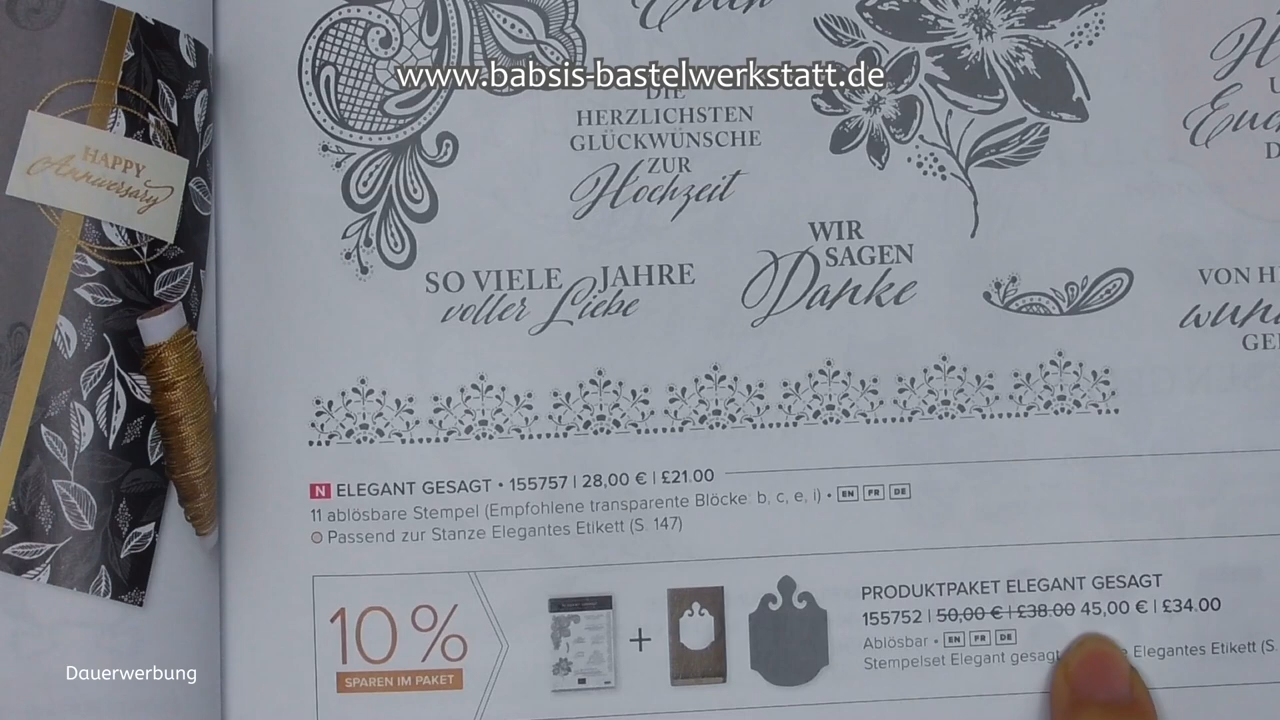 www.babsis-bastelwerkstatt.de
DIE
HERZLICHSTEN
GLÜCKWÜNSCHE
ZUR
Hochzeit
HAPPY
Anniversary
WIR
SAGEN
Danke
SO VIELE JAHRE
voller Liebe
VON H
N ELEGANT GESAGT • 155757 | 28,00 € | £21.00
11 ablösbare Stempel (Empfohlene transparente Blöcke: b, c, e, i) • EN FR DE
Passend zur Stanze Elegantes Etikett (S. 147)
10 %
SPAREN IM PAKET
+
PRODUKTPAKET ELEGANT GESAGT
155752 | 50,00 € | £38.00 45,00 € | £34.00
Ablösbar • EN FR DE
Stempelset Elegant gesagt Elegantes Etikett (S.
Dauerwerbung